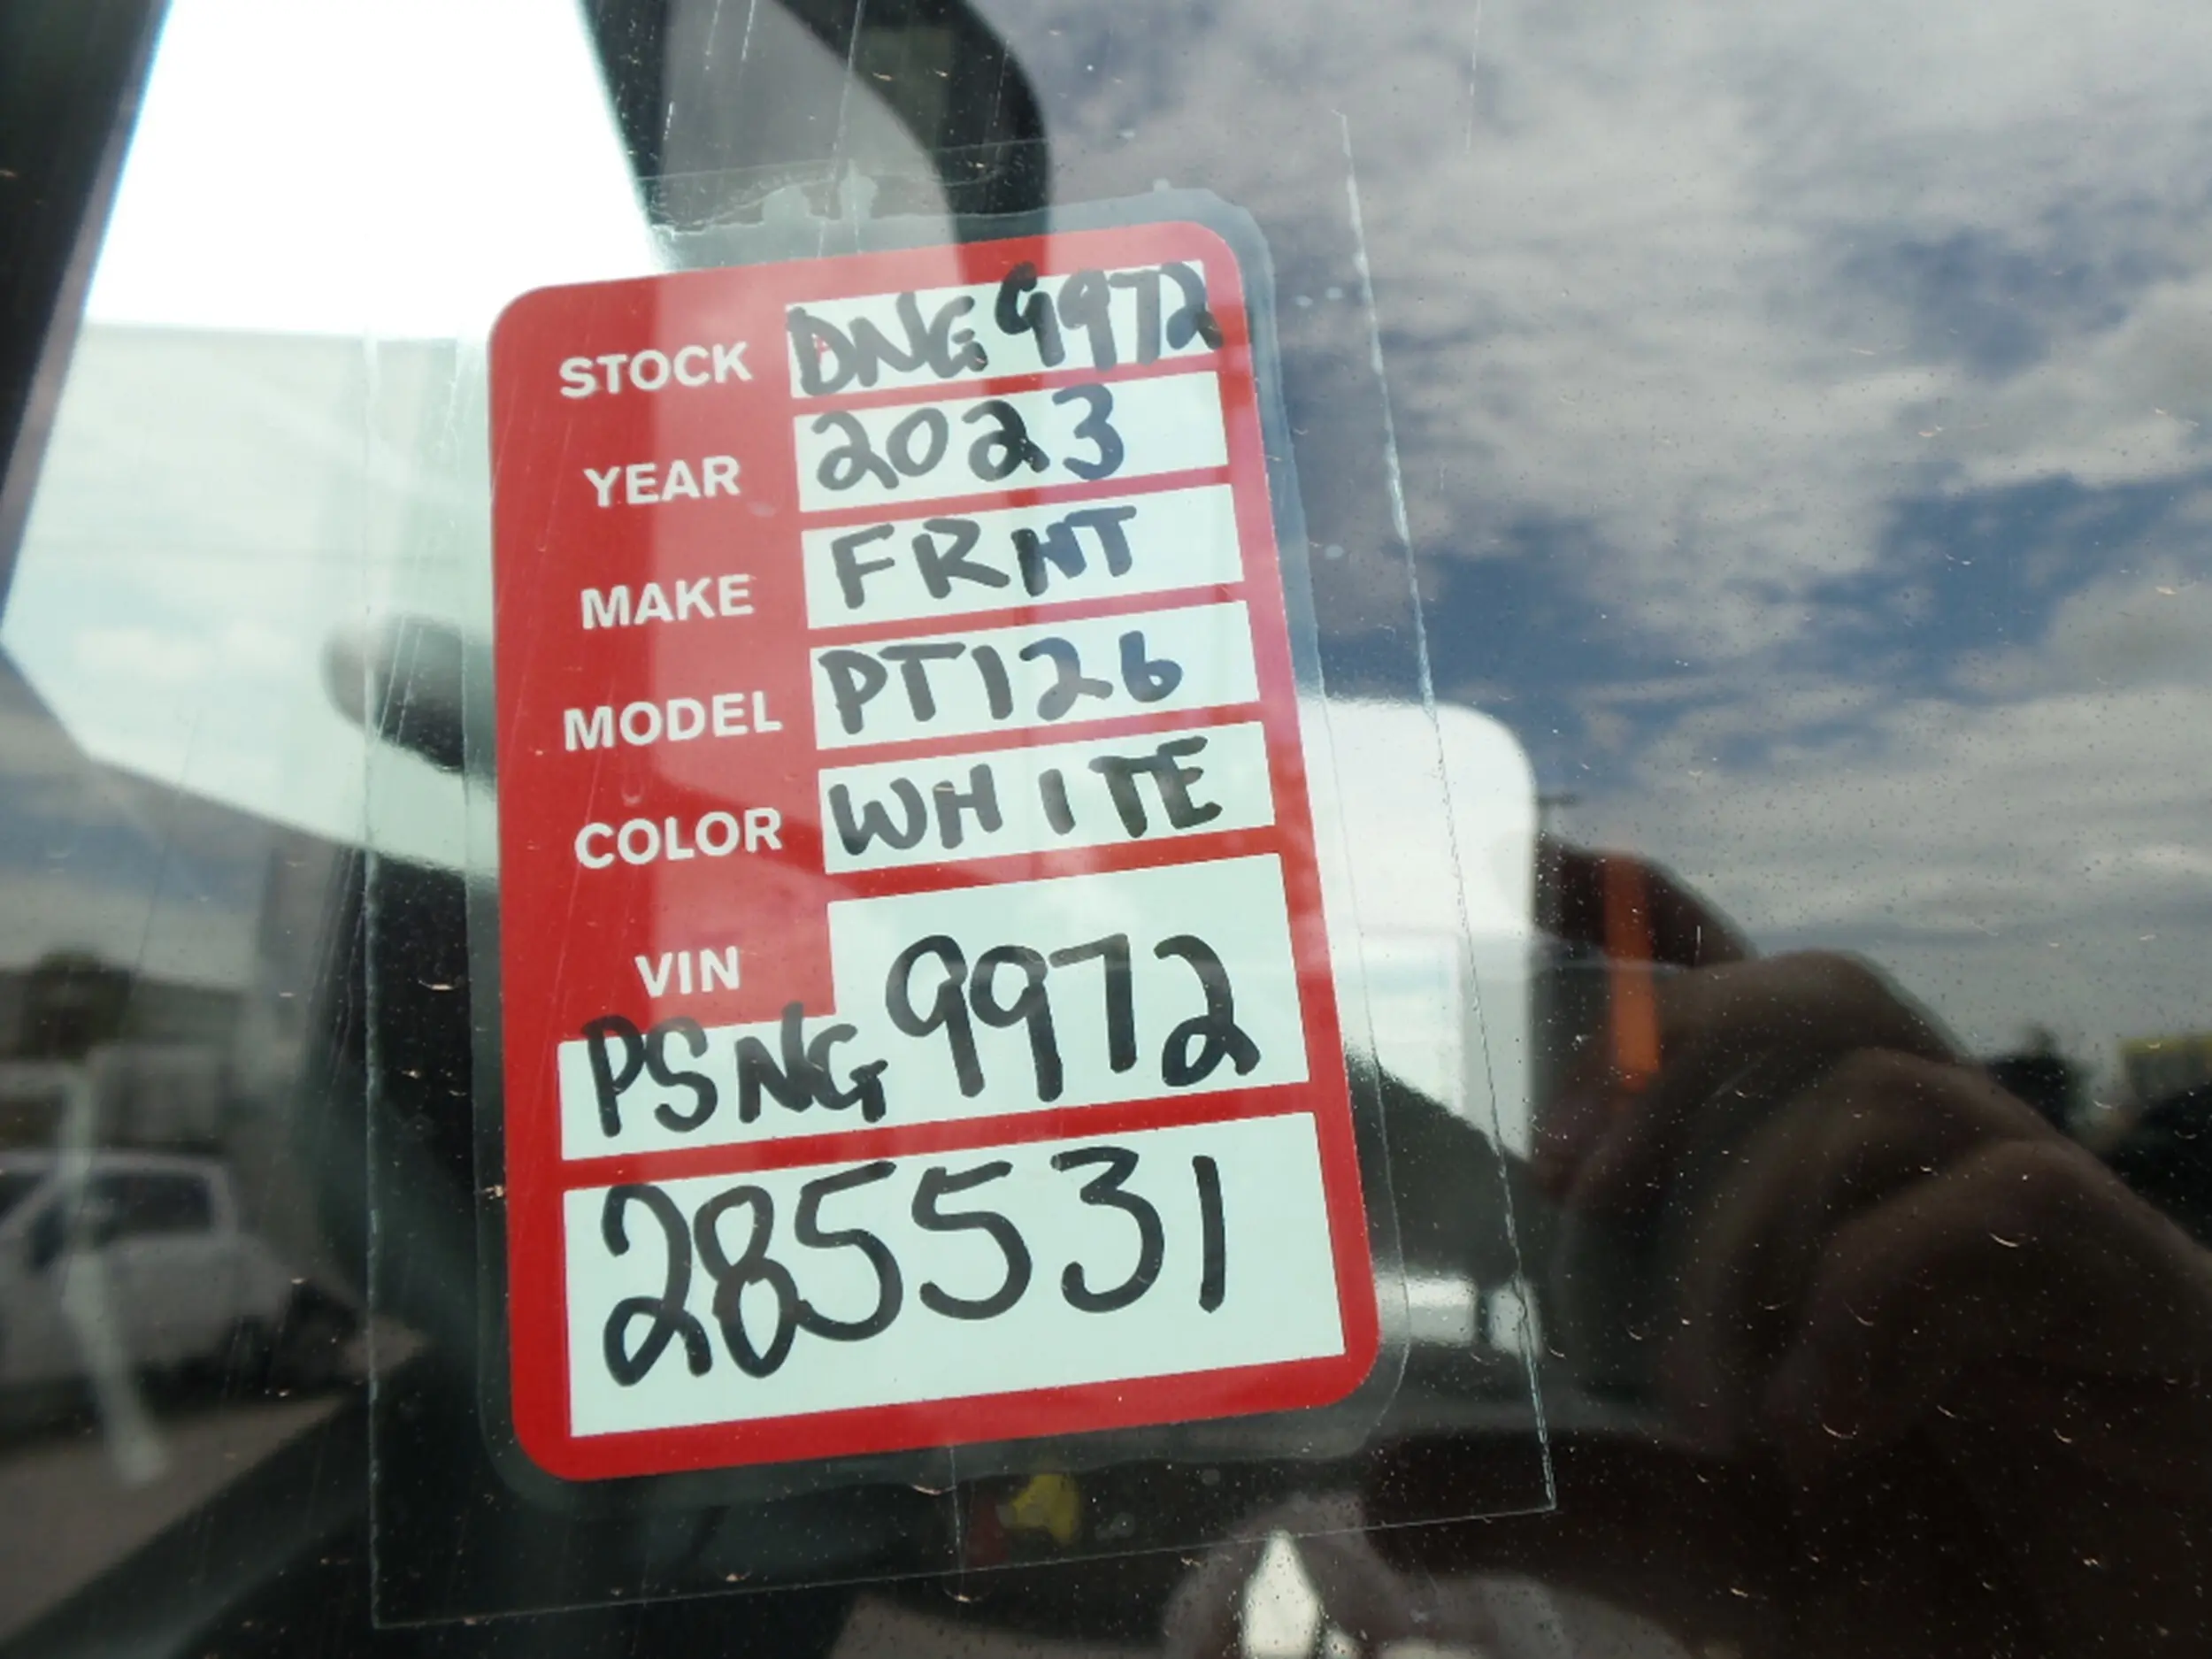 STOCK DNG9972
YEAR 2023
MAKE FRHT
MODEL PT126
COLOR WHITE
VIN
PSNG9972
285531